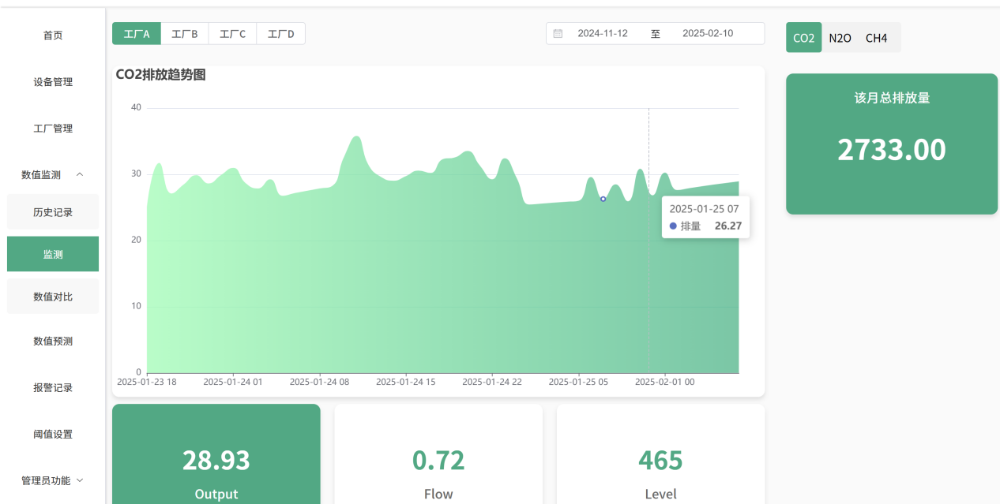 首页
设备管理
工厂管理
数值监测
历史记录
监测
数值对比
数值预测
报警记录
阈值设置
管理员功能
工厂A 工厂B 工厂C 工厂D
2024-11-12 至 2025-02-10
CO2 N2O CH4
CO2排放趋势图
40
30
20
10
0
2025-01-23 18 2025-01-24 01 2025-01-24 08 2025-01-24 15 2025-01-24 22 2025-01-25 05 2025-02-01 00
2025-01-25 07
排量 26.27
该月总排放量
2733.00
28.93
Output
0.72
Flow
465
Level